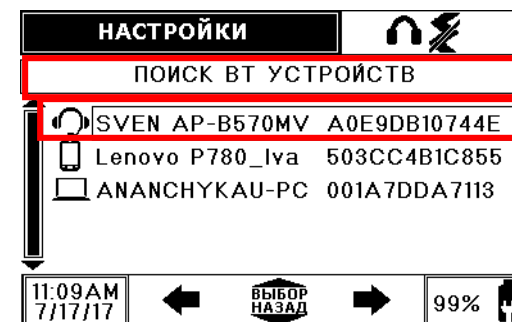 НАСТРОЙКИ
ПОИСК ВТ УСТРОЙСТВ
SVEN AP-B570MV A0E9DB10744E
Lenovo P780_Iva 503CC4B1C855
ANANCHYKAU-PC 001A7DDA7113
11:09AM
7/17/17
ВЫБОР
НАЗАД
99%